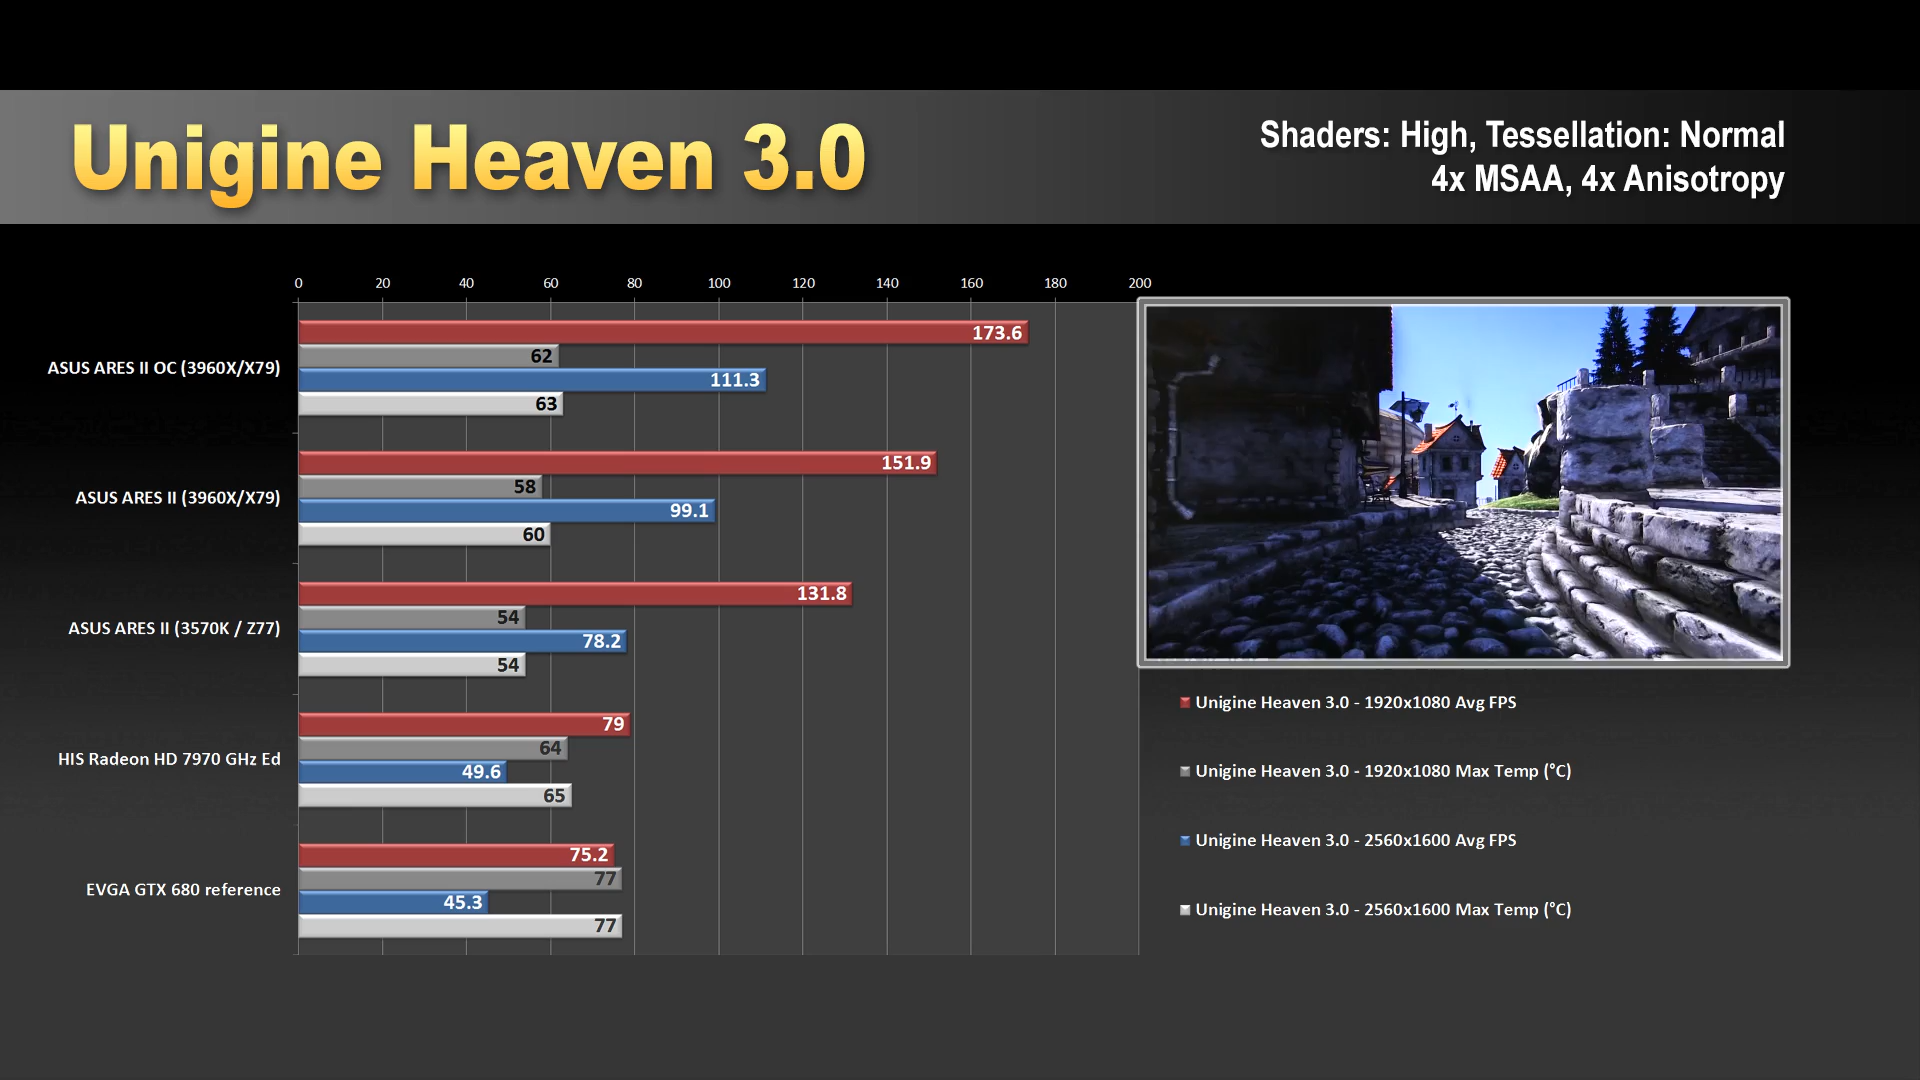 Unigine Heaven 3.0
Shaders: High, Tessellation: Normal
4x MSAA, 4x Anisotropy
0 20 40 60 80 100 120 140 160 180 200
ASUS ARES II OC (3960X/X79)
173.6
62
111.3
63
ASUS ARES II (3960X/X79)
151.9
58
99.1
60
ASUS ARES II (3570K / Z77)
131.8
54
78.2
54
HIS Radeon HD 7970 GHz Ed
79
64
49.6
65
EVGA GTX 680 reference
75.2
77
45.3
77
Unigine Heaven 3.0 - 1920x1080 Avg FPS
Unigine Heaven 3.0 - 1920x1080 Max Temp (°C)
Unigine Heaven 3.0 - 2560x1600 Avg FPS
Unigine Heaven 3.0 - 2560x1600 Max Temp (°C)